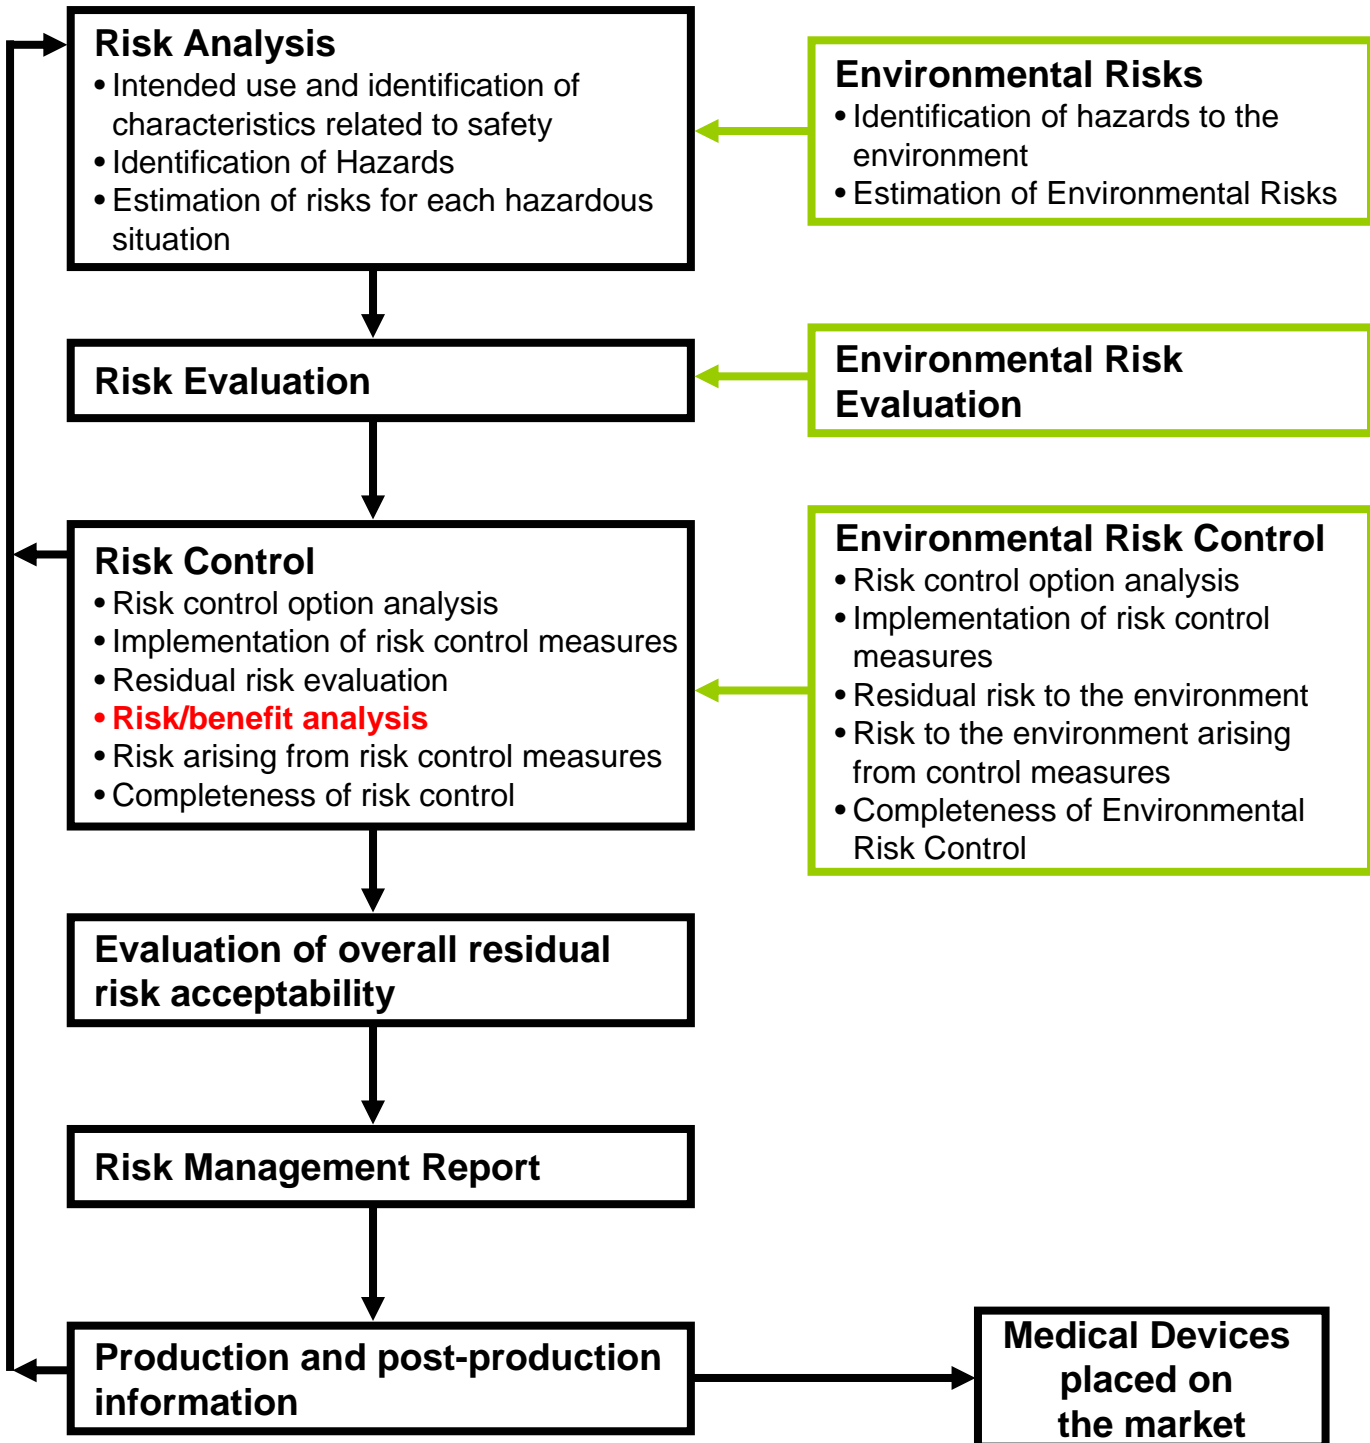 Risk Analysis
• Intended use and identification of
characteristics related to safety
• Identification of Hazards
• Estimation of risks for each hazardous
situation
Environmental Risks
• Identification of hazards to the
environment
• Estimation of Environmental Risks
Risk Evaluation
Environmental Risk
Evaluation
Risk Control
• Risk control option analysis
• Implementation of risk control measures
• Residual risk evaluation
• Risk/benefit analysis
• Risk arising from risk control measures
• Completeness of risk control
Environmental Risk Control
• Risk control option analysis
• Implementation of risk control
measures
• Residual risk to the environment
• Risk to the environment arising
from control measures
• Completeness of Environmental
Risk Control
Evaluation of overall residual
risk acceptability
Risk Management Report
Production and post-production
information
Medical Devices
placed on
the market